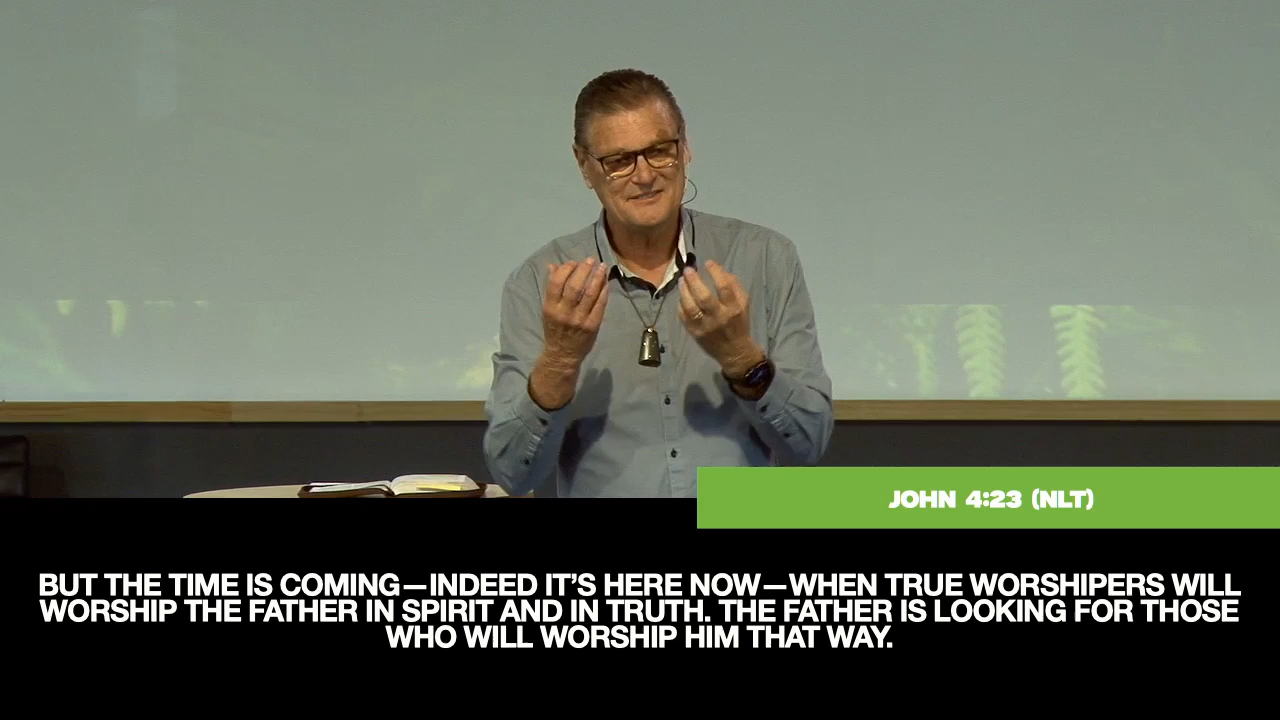 JOHN 4:23 (NLT)
BUT THE TIME IS COMING—INDEED IT’S HERE NOW—WHEN TRUE WORSHIPERS WILL
WORSHIP THE FATHER IN SPIRIT AND IN TRUTH. THE FATHER IS LOOKING FOR THOSE
WHO WILL WORSHIP HIM THAT WAY.